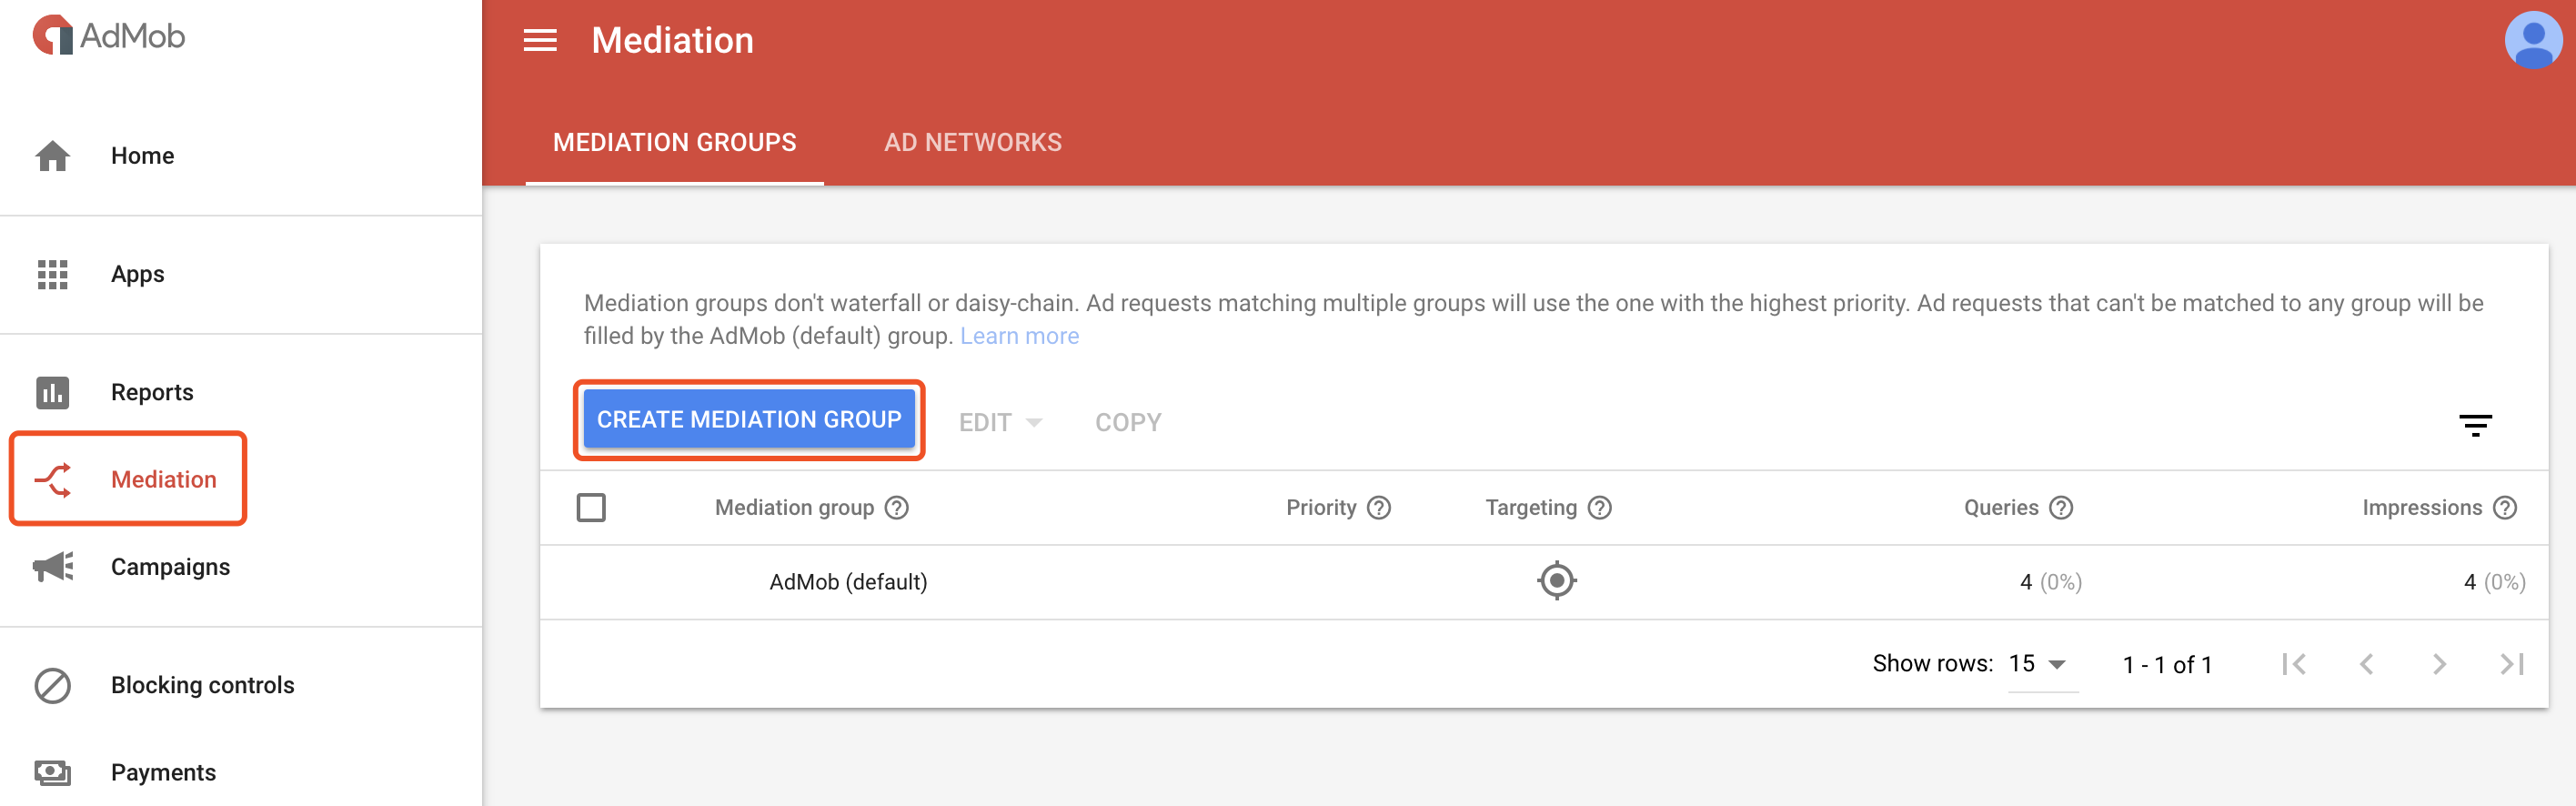 AdMob
Home
Apps
Reports
Mediation
Campaigns
Blocking controls
Payments
Mediation
MEDIATION GROUPS AD NETWORKS
Mediation groups don't waterfall or daisy-chain. Ad requests matching multiple groups will use the one with the highest priority. Ad requests that can't be matched to any group will be
filled by the AdMob (default) group. Learn more
CREATE MEDIATION GROUP EDIT COPY
Mediation group ? Priority ? Targeting ? Queries ? Impressions ?
AdMob (default) 4 (0%) 4 (0%)
Show rows: 15 1 - 1 of 1